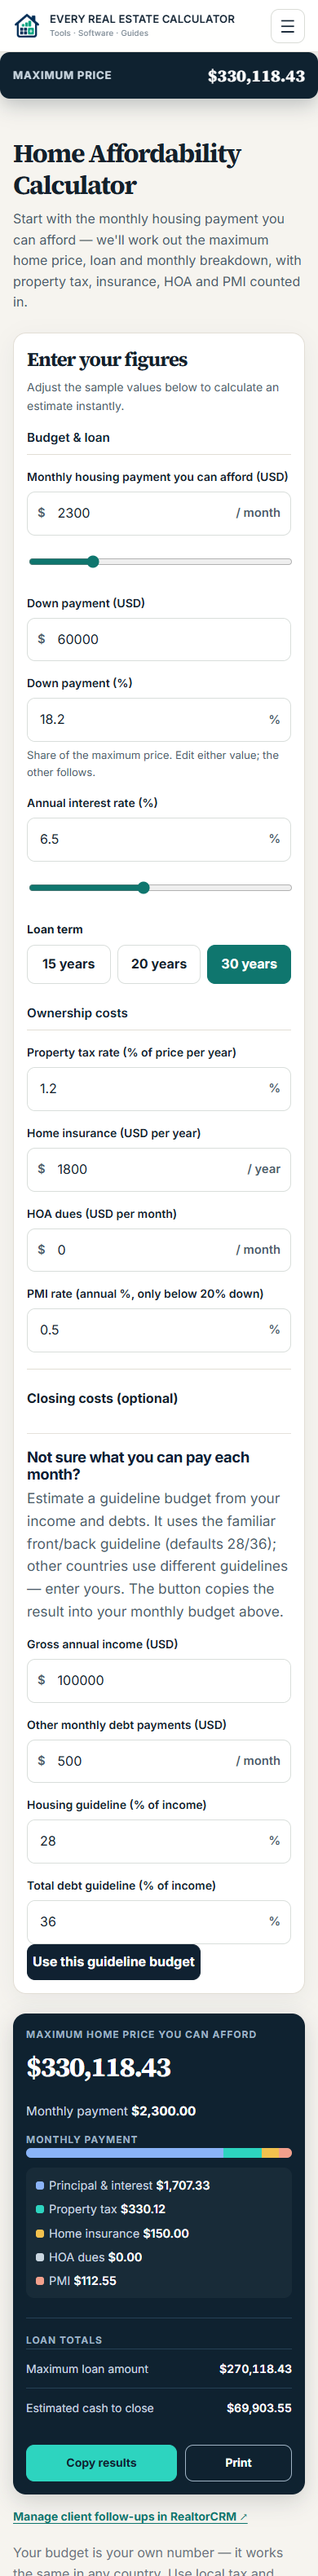 EVERY REAL ESTATE CALCULATOR
Tools · Software · Guides
MAXIMUM PRICE
$330,118.43
Home Affordability
Calculator
Start with the monthly housing payment you
can afford — we'll work out the maximum
home price, loan and monthly breakdown, with
property tax, insurance, HOA and PMI counted
in.
Enter your figures
Adjust the sample values below to calculate an
estimate instantly.
Budget & loan
Monthly housing payment you can afford (USD)
$ 2300 / month
Down payment (USD)
$ 60000
Down payment (%)
18.2 %
Share of the maximum price. Edit either value; the
other follows.
Annual interest rate (%)
6.5 %
Loan term
15 years 20 years 30 years
Ownership costs
Property tax rate (% of price per year)
1.2 %
Home insurance (USD per year)
$ 1800 / year
HOA dues (USD per month)
$ 0 / month
PMI rate (annual %, only below 20% down)
0.5 %
Closing costs (optional)
Not sure what you can pay each
month?
Estimate a guideline budget from your
income and debts. It uses the familiar
front/back guideline (defaults 28/36);
other countries use different guidelines
— enter yours. The button copies the
result into your monthly budget above.
Gross annual income (USD)
$ 100000
Other monthly debt payments (USD)
$ 500 / month
Housing guideline (% of income)
28 %
Total debt guideline (% of income)
36 %
Use this guideline budget
MAXIMUM HOME PRICE YOU CAN AFFORD
$330,118.43
Monthly payment $2,300.00
MONTHLY PAYMENT
Principal & interest $1,707.33
Property tax $330.12
Home insurance $150.00
HOA dues $0.00
PMI $112.55
LOAN TOTALS
Maximum loan amount $270,118.43
Estimated cash to close $69,903.55
Copy results Print
Manage client follow-ups in RealtorCRM ↗
Your budget is your own number — it works
the same in any country. Use local tax and